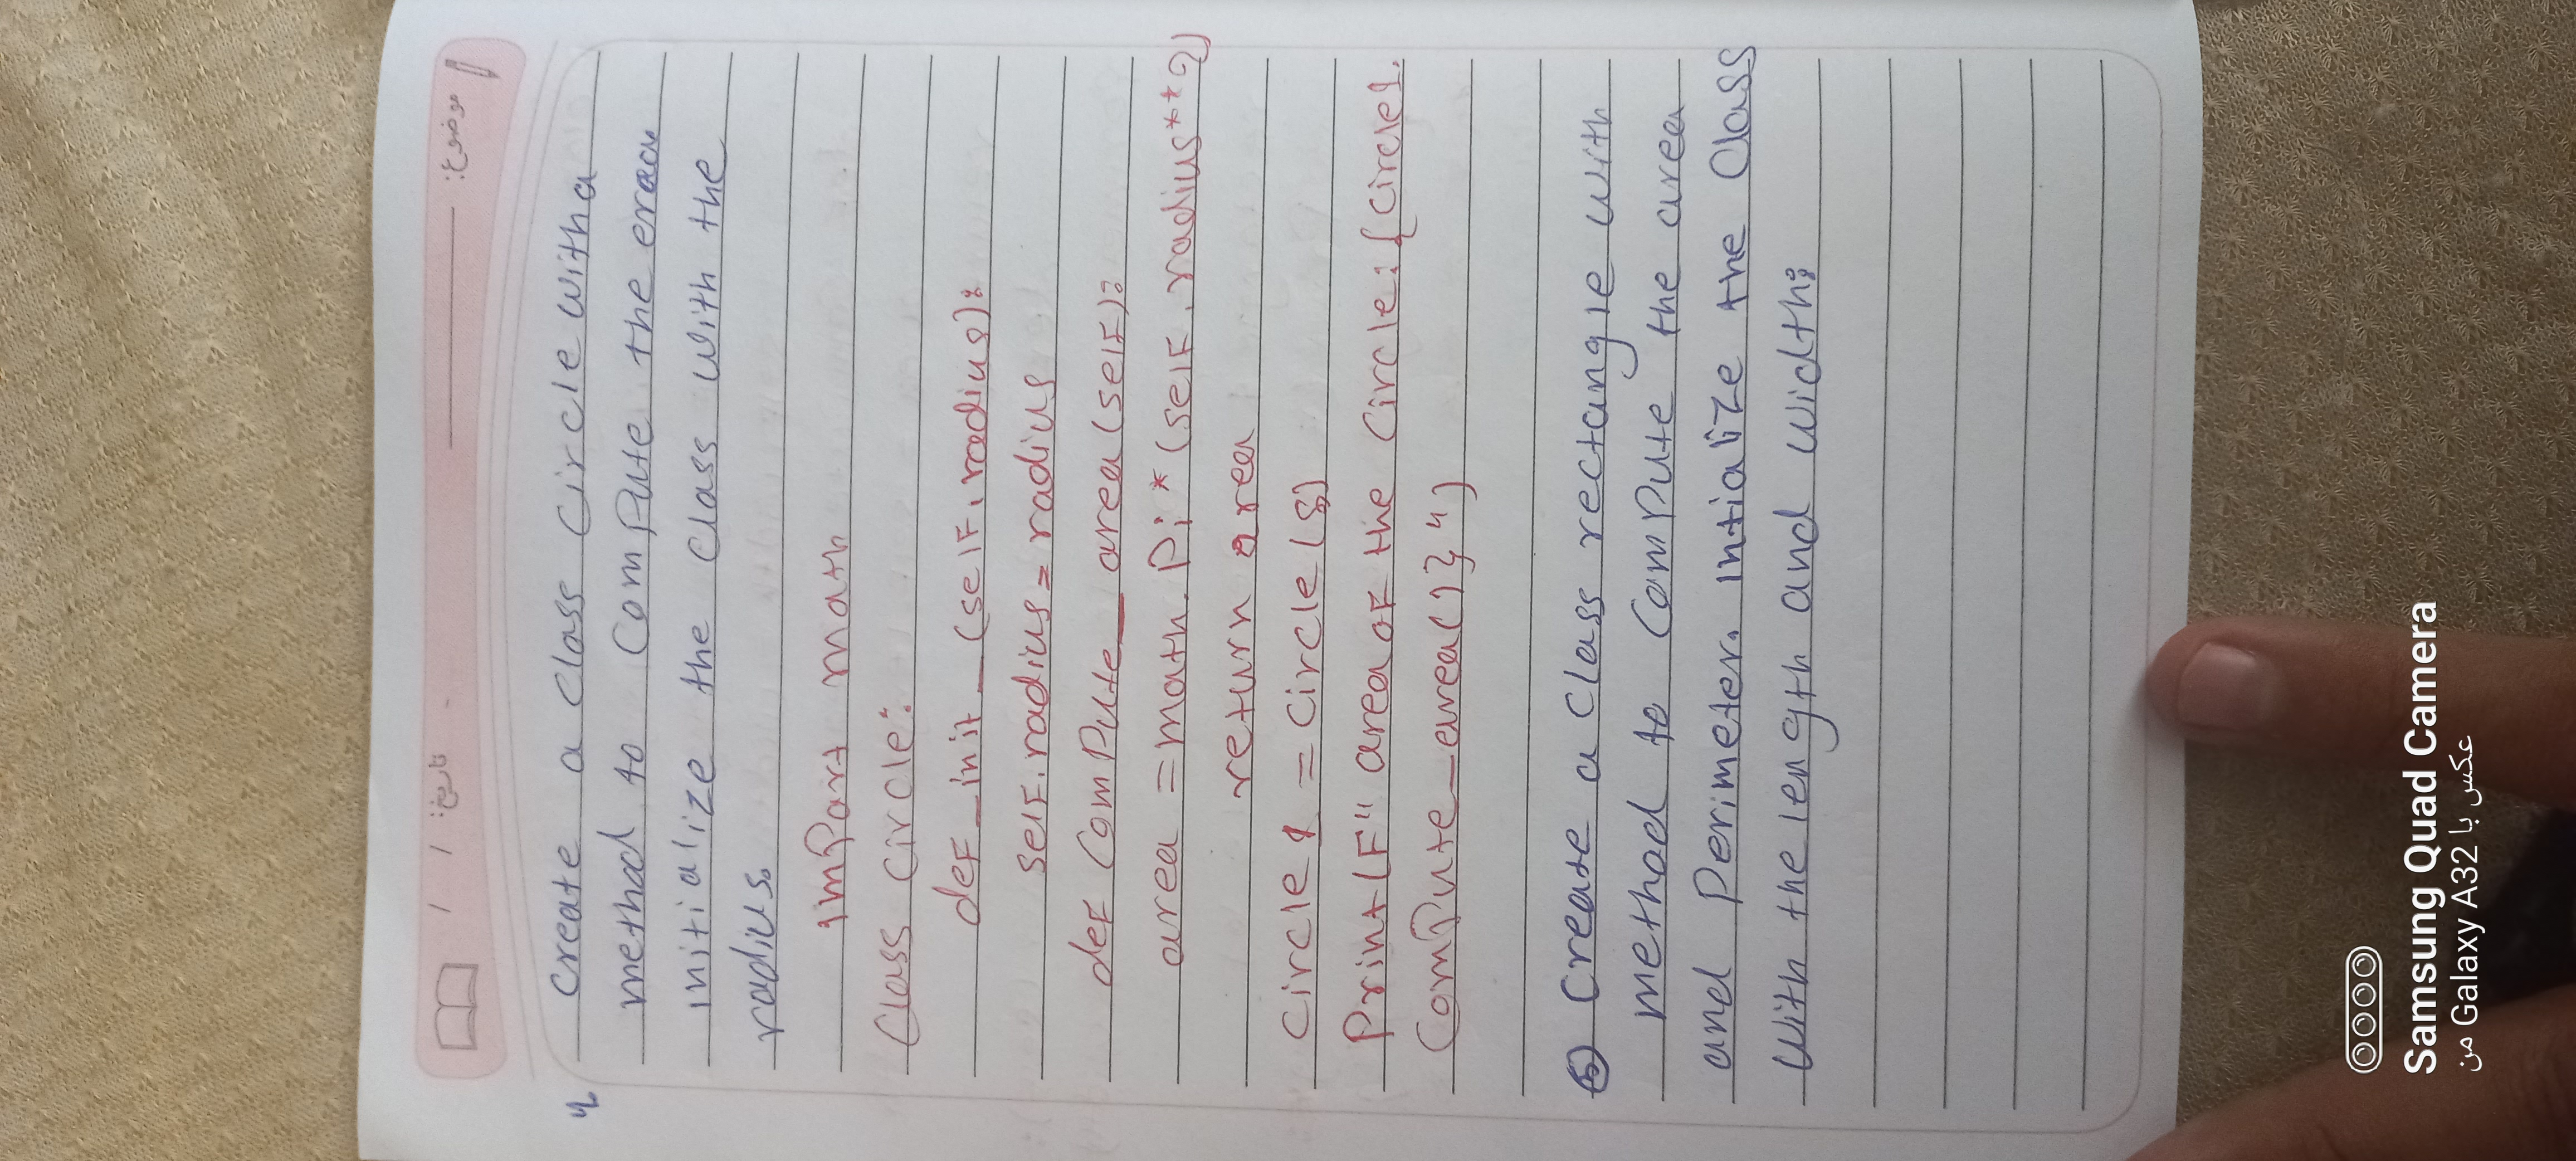 موضوع: تاریخ: / /
4 create a class circle with a
method to compute the erea
initialize the class with the
radius.
import math
class circle:
def _init_ (self, radius):
self.radius = radius
def compute_area(self):
area = math.Pi * (self.radius**2)
return area
circle1 = circle(5)
Print(F" area of the circle: {circle1.
compute_area()}")
5 create a class rectangle with
method to compute the area
and Perimeter. intialize the class
with the length and width:
Samsung Quad Camera
عکس با Galaxy A32 من